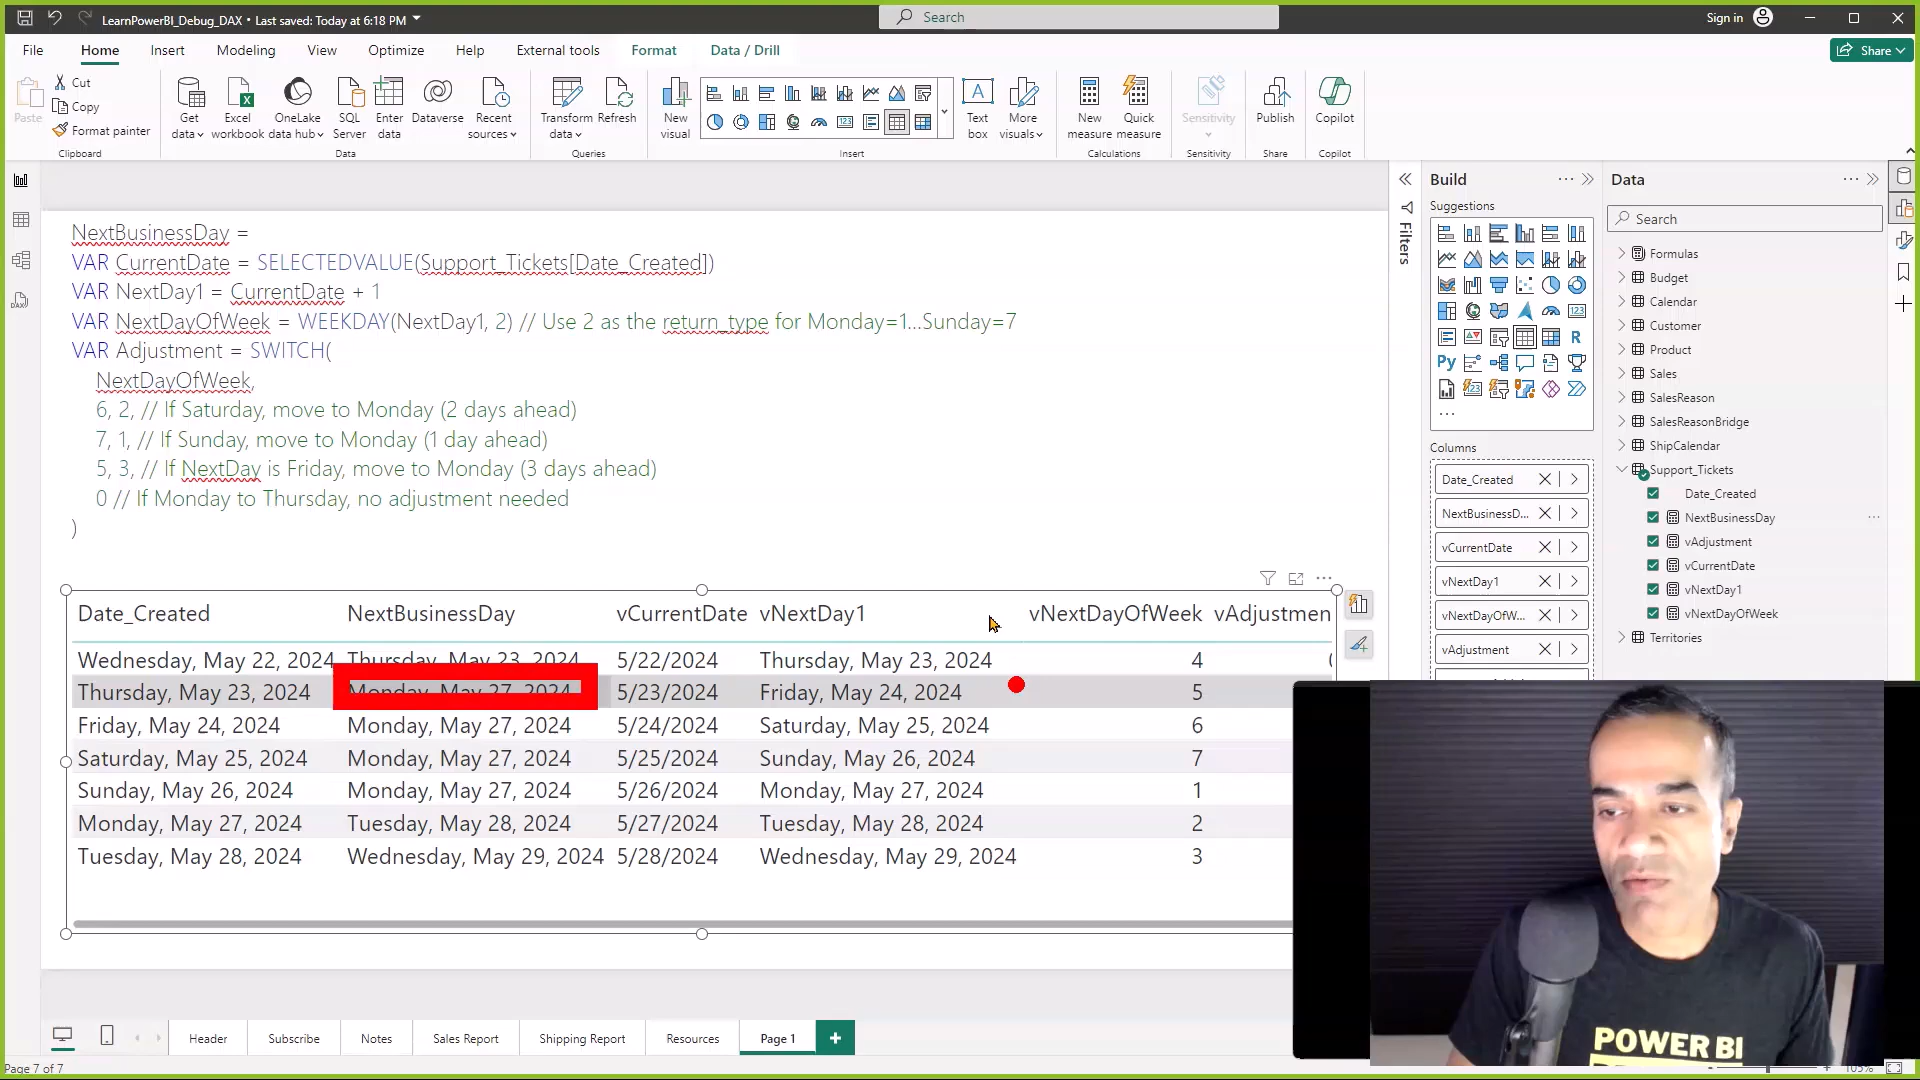 LearnPowerBI_Debug_DAX • Last saved: Today at 6:18 PM
Search
Sign in
File
Home
Insert
Modeling
View
Optimize
Help
External tools
Format
Data / Drill
Share
Paste
Cut
Copy
Format painter
Clipboard
Get data
Excel workbook
OneLake data hub
SQL Server
Enter data
Dataverse
Recent sources
Data
Transform data
Refresh
Queries
New visual
Text box
More visuals
Insert
New measure
Quick measure
Calculations
Sensitivity
Sensitivity
Publish
Share
Copilot
Copilot
NextBusinessDay =
VAR CurrentDate = SELECTEDVALUE(Support_Tickets[Date_Created])
VAR NextDay1 = CurrentDate + 1
VAR NextDayOfWeek = WEEKDAY(NextDay1, 2) // Use 2 as the return_type for Monday=1...Sunday=7
VAR Adjustment = SWITCH(
NextDayOfWeek,
6, 2, // If Saturday, move to Monday (2 days ahead)
7, 1, // If Sunday, move to Monday (1 day ahead)
5, 3, // If NextDay is Friday, move to Monday (3 days ahead)
0 // If Monday to Thursday, no adjustment needed
)
Date_Created NextBusinessDay vCurrentDate vNextDay1 vNextDayOfWeek vAdjustmen
Wednesday, May 22, 2024 Thursday, May 23, 2024 5/22/2024 Thursday, May 23, 2024 4
Thursday, May 23, 2024 Monday, May 27, 2024 5/23/2024 Friday, May 24, 2024 5
Friday, May 24, 2024 Monday, May 27, 2024 5/24/2024 Saturday, May 25, 2024 6
Saturday, May 25, 2024 Monday, May 27, 2024 5/25/2024 Sunday, May 26, 2024 7
Sunday, May 26, 2024 Monday, May 27, 2024 5/26/2024 Monday, May 27, 2024 1
Monday, May 27, 2024 Tuesday, May 28, 2024 5/27/2024 Tuesday, May 28, 2024 2
Tuesday, May 28, 2024 Wednesday, May 29, 2024 5/28/2024 Wednesday, May 29, 2024 3
Filters
Build
Suggestions
R
Py
Columns
Date_Created
NextBusinessD...
vCurrentDate
vNextDay1
vNextDayOfW...
vAdjustment
Data
Search
Formulas
Budget
Calendar
Customer
Product
Sales
SalesReason
SalesReasonBridge
ShipCalendar
Support_Tickets
Date_Created
NextBusinessDay
vAdjustment
vCurrentDate
vNextDay1
vNextDayOfWeek
Territories
POWER BI
Header
Subscribe
Notes
Sales Report
Shipping Report
Resources
Page 1
Page 7 of 7
105%